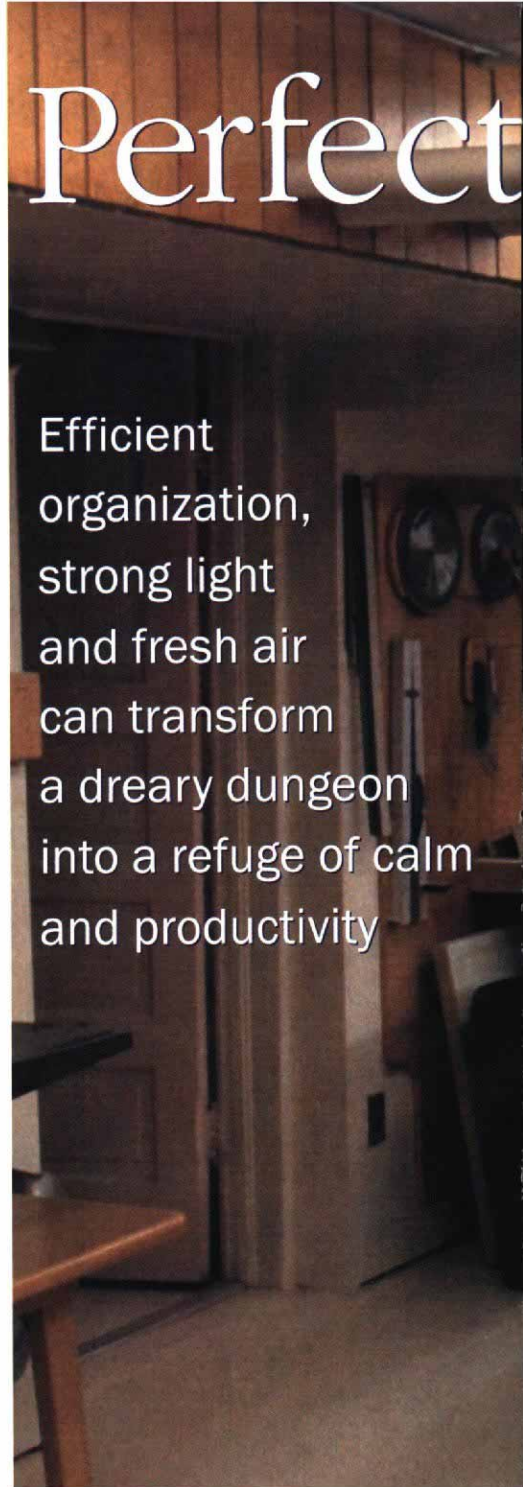 Perfect
Efficient
organization,
strong light
and fresh air
can transform
a dreary dungeon
into a refuge of calm
and productivity